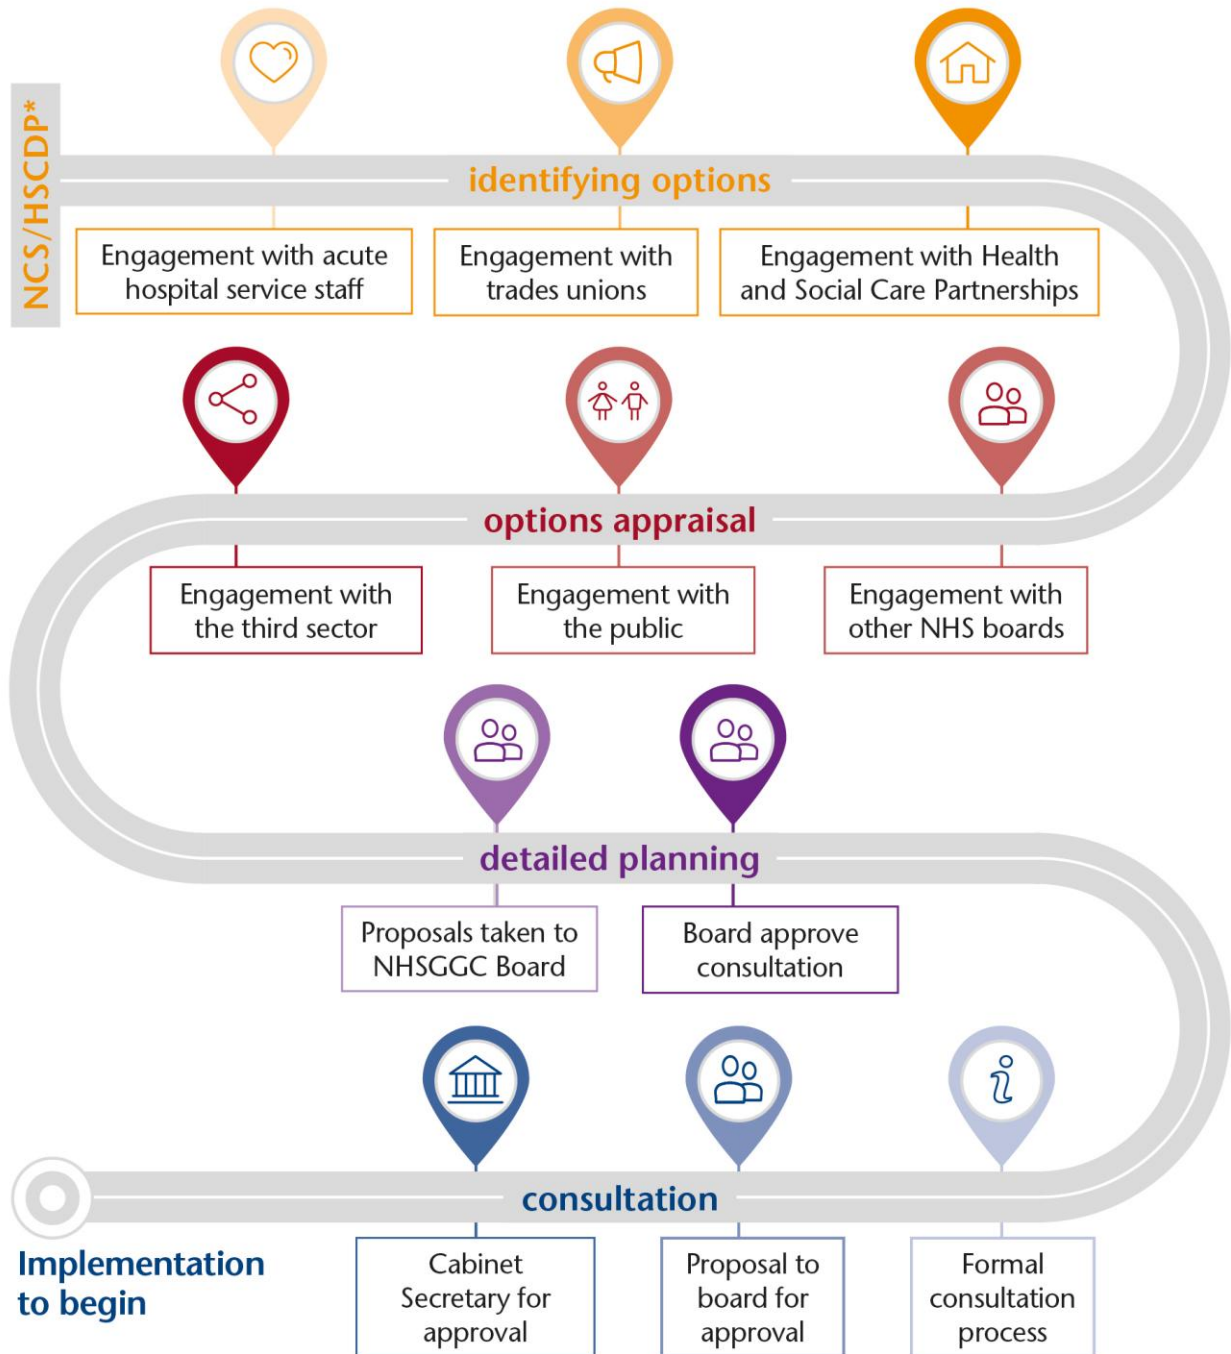 NCS/HSCDP*
identifying options
Engagement with acute
hospital service staff
Engagement with
trades unions
Engagement with Health
and Social Care Partnerships
options appraisal
Engagement with
the third sector
Engagement with
the public
Engagement with
other NHS boards
detailed planning
Proposals taken to
NHSGGC Board
Board approve
consultation
consultation
Implementation
to begin
Cabinet
Secretary for
approval
Proposal to
board for
approval
Formal
consultation
process